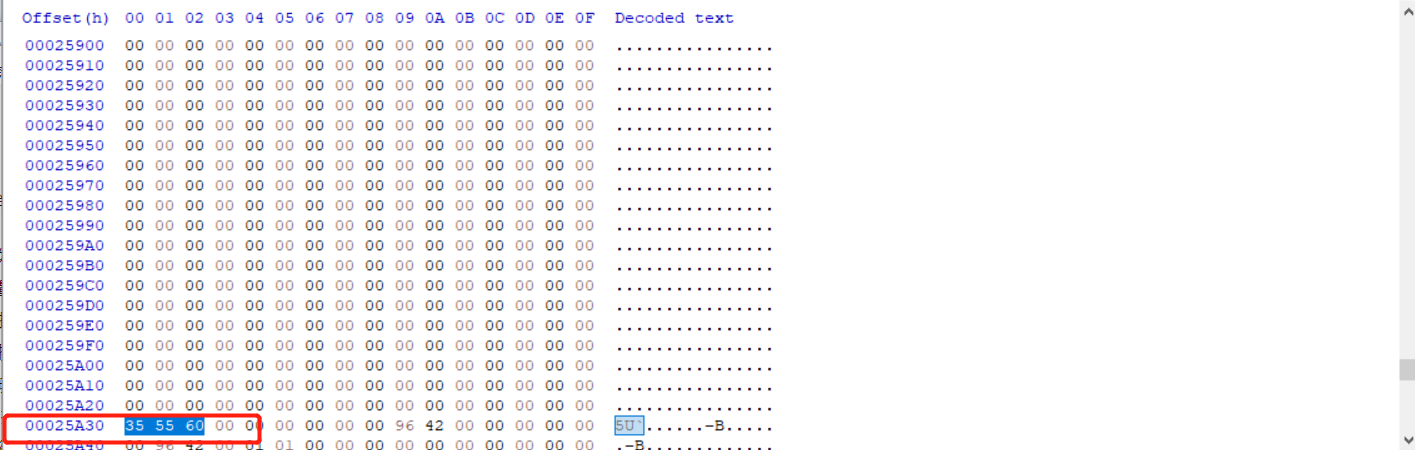 Offset(h) 00 01 02 03 04 05 06 07 08 09 0A 0B 0C 0D 0E 0F Decoded text
00025900 00 00 00 00 00 00 00 00 00 00 00 00 00 00 00 00 ................
00025910 00 00 00 00 00 00 00 00 00 00 00 00 00 00 00 00 ................
00025920 00 00 00 00 00 00 00 00 00 00 00 00 00 00 00 00 ................
00025930 00 00 00 00 00 00 00 00 00 00 00 00 00 00 00 00 ................
00025940 00 00 00 00 00 00 00 00 00 00 00 00 00 00 00 00 ................
00025950 00 00 00 00 00 00 00 00 00 00 00 00 00 00 00 00 ................
00025960 00 00 00 00 00 00 00 00 00 00 00 00 00 00 00 00 ................
00025970 00 00 00 00 00 00 00 00 00 00 00 00 00 00 00 00 ................
00025980 00 00 00 00 00 00 00 00 00 00 00 00 00 00 00 00 ................
00025990 00 00 00 00 00 00 00 00 00 00 00 00 00 00 00 00 ................
000259A0 00 00 00 00 00 00 00 00 00 00 00 00 00 00 00 00 ................
000259B0 00 00 00 00 00 00 00 00 00 00 00 00 00 00 00 00 ................
000259C0 00 00 00 00 00 00 00 00 00 00 00 00 00 00 00 00 ................
000259D0 00 00 00 00 00 00 00 00 00 00 00 00 00 00 00 00 ................
000259E0 00 00 00 00 00 00 00 00 00 00 00 00 00 00 00 00 ................
000259F0 00 00 00 00 00 00 00 00 00 00 00 00 00 00 00 00 ................
00025A00 00 00 00 00 00 00 00 00 00 00 00 00 00 00 00 00 ................
00025A10 00 00 00 00 00 00 00 00 00 00 00 00 00 00 00 00 ................
00025A20 00 00 00 00 00 00 00 00 00 00 00 00 00 00 00 00 ................
00025A30 35 55 60 00 00 00 00 00 00 96 42 00 00 00 00 00 5U`......–B.....
00025A40 00 96 42 00 01 01 00 00 00 00 00 00 00 00 00 00 .–B.............